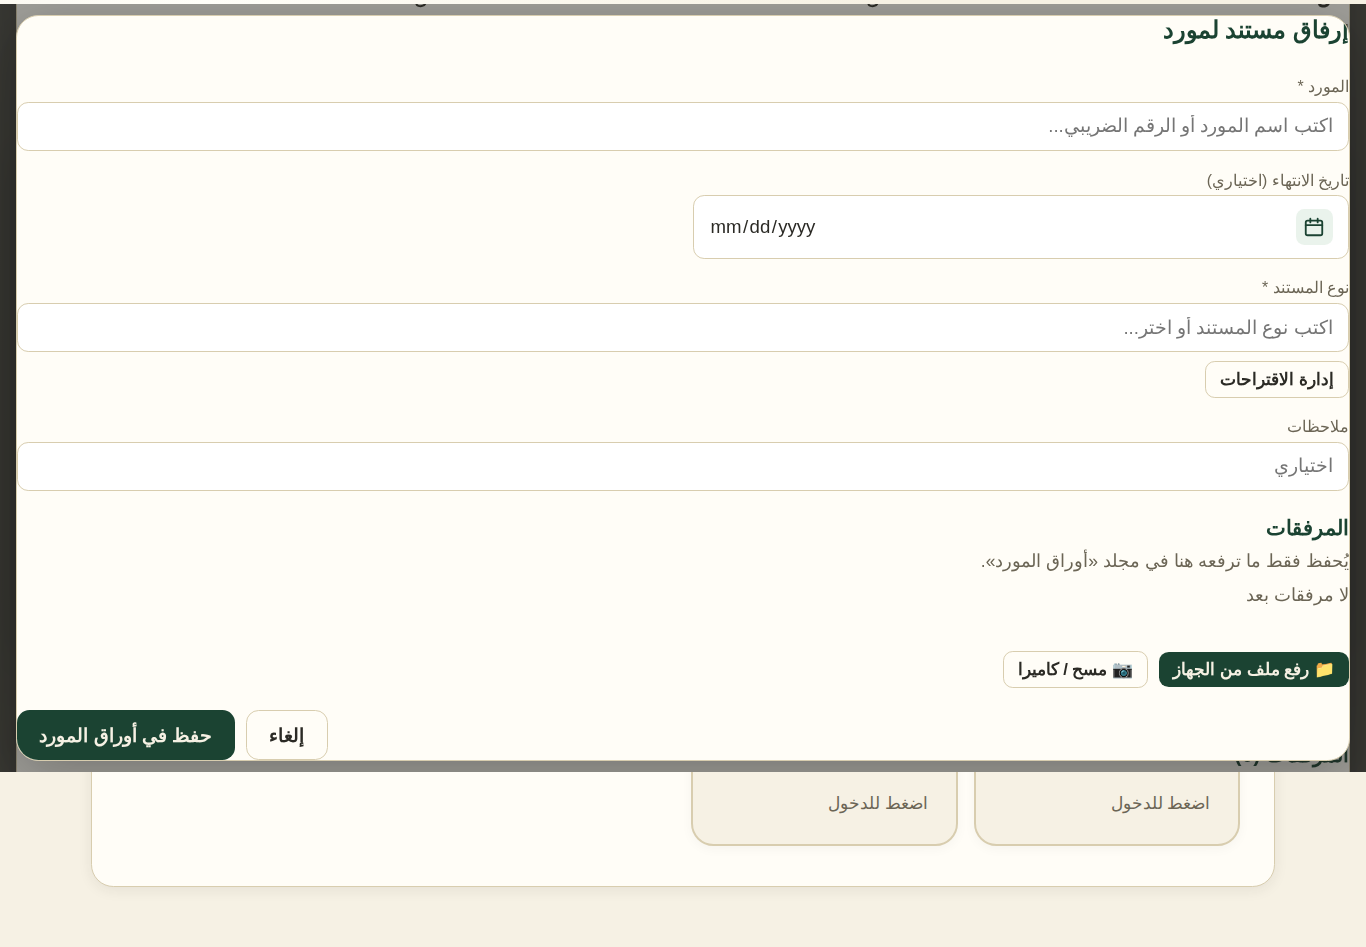 إرفاق مستند لمورد
المورد *
اكتب اسم المورد أو الرقم الضريبي...
تاريخ الانتهاء (اختياري)
mm/dd/yyyy
نوع المستند *
اكتب نوع المستند أو اختر...
إدارة الاقتراحات
ملاحظات
اختياري
المرفقات
يُحفظ فقط ما ترفعه هنا في مجلد «أوراق المورد».
لا مرفقات بعد
📁 رفع ملف من الجهاز 📷 مسح / كاميرا
إلغاء حفظ في أوراق المورد
اضغط للدخول اضغط للدخول